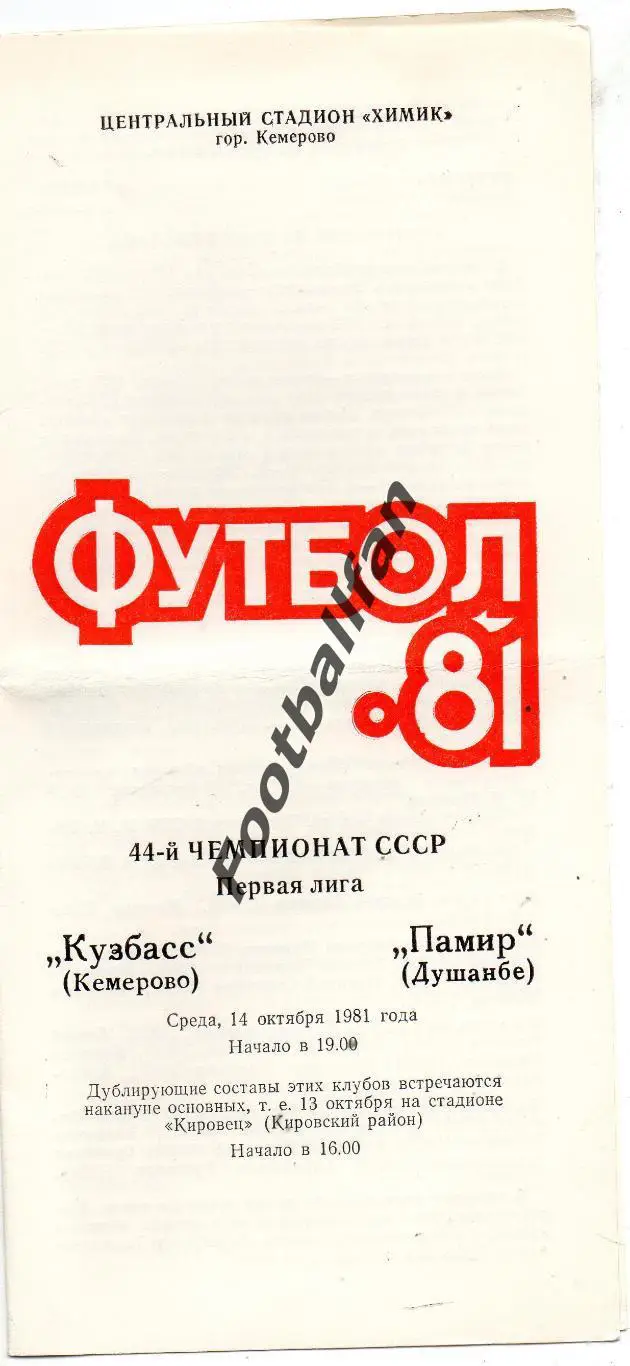 ЦЕНТРАЛЬНЫЙ СТАДИОН «ХИМИК»
гор. Кемерово
ФУТБОЛ
81
44-й ЧЕМПИОНАТ СССР
Первая лига
„Кузбасс“ „Памир“
(Кемерово) (Душанбе)
Среда, 14 октября 1981 года
Начало в 19.00
Дублирующие составы этих клубов встречаются
накануне основных, т. е. 13 октября на стадионе
«Кировец» (Кировский район)
Начало в 16.00
Footballfan